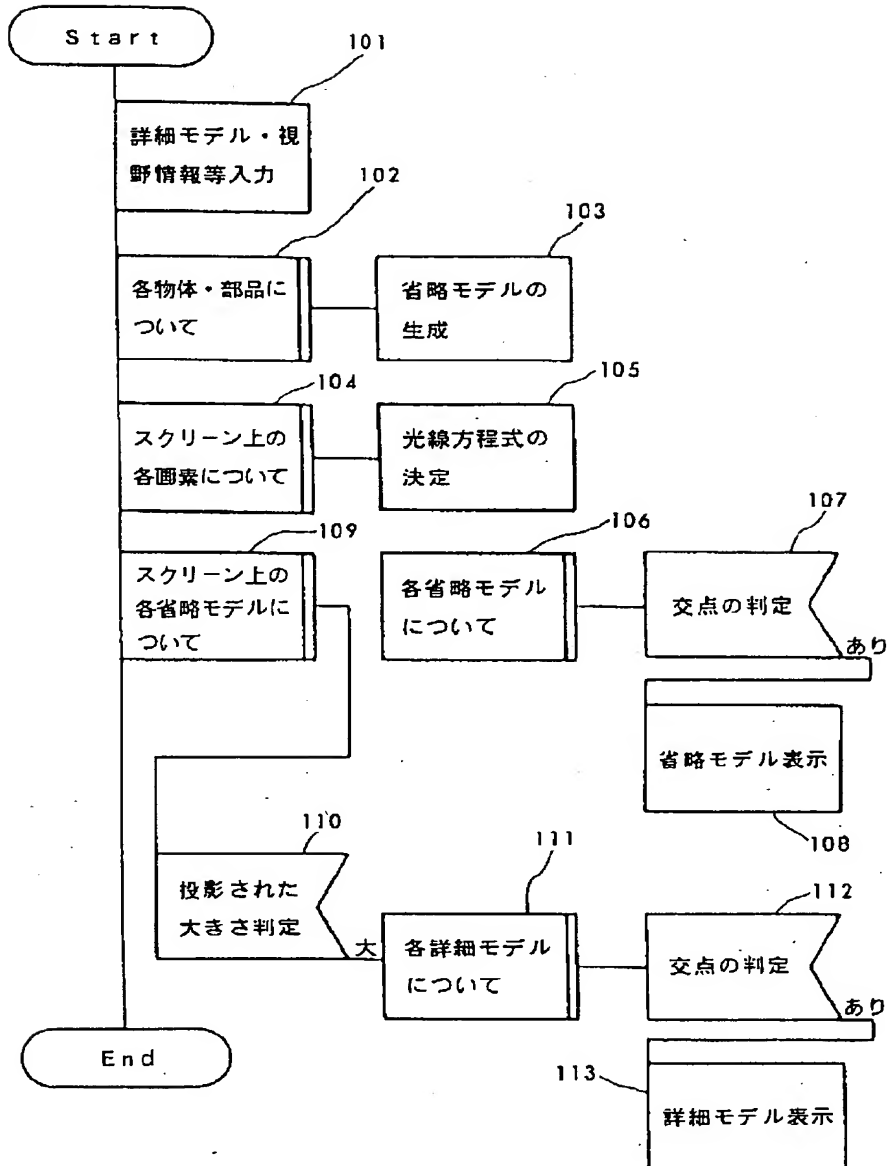 Start
101
詳細モデル・視
野情報等入力
102
103
各物体・部品に
ついて
省略モデルの
生成
104
105
スクリーン上の
各画素について
光線方程式の
決定
109
106
107
スクリーン上の
各省略モデルに
ついて
各省略モデル
について
交点の判定
あり
省略モデル表示
108
110
111
112
投影された
大きさ判定
大
各詳細モデル
について
交点の判定
あり
End
113
詳細モデル表示